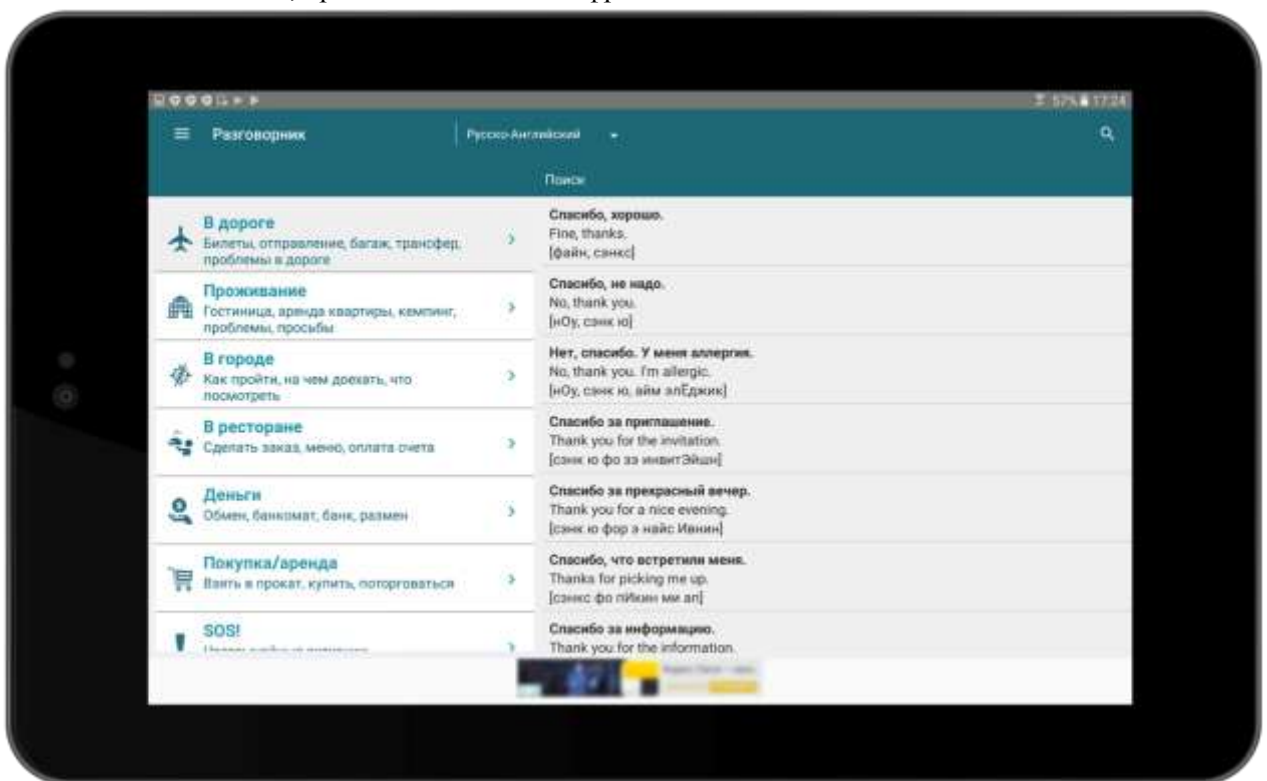 57% 17:24
Разговорник
Русско-Английский
Поиск
В дороге
Билеты, отправление, багаж, трансфер,
проблемы в дороге
Проживание
Гостиница, аренда квартиры, кемпинг,
проблемы, просьбы
В городе
Как пройти, на чем доехать, что
посмотреть
В ресторане
Сделать заказ, меню, оплата счета
Деньги
Обмен, банкомат, банк, размен
Покупка/аренда
Взять в прокат, купить, поторговаться
SOS!
Спасибо, хорошо.
Fine, thanks.
[файн, сэнкс]
Спасибо, не надо.
No, thank you.
[нОу, сэнк ю]
Нет, спасибо. У меня аллергия.
No, thank you. I'm allergic.
[нОу, сэнк ю, айм элЁджик]
Спасибо за приглашение.
Thank you for the invitation.
[сэнк ю фо зэ инвитЭйшн]
Спасибо за прекрасный вечер.
Thank you for a nice evening.
[сэнк ю фор э найс Ивнин]
Спасибо, что встретили меня.
Thanks for picking me up.
[сэнкс фо пИкин ми ап]
Спасибо за информацию.
Thank you for the information.